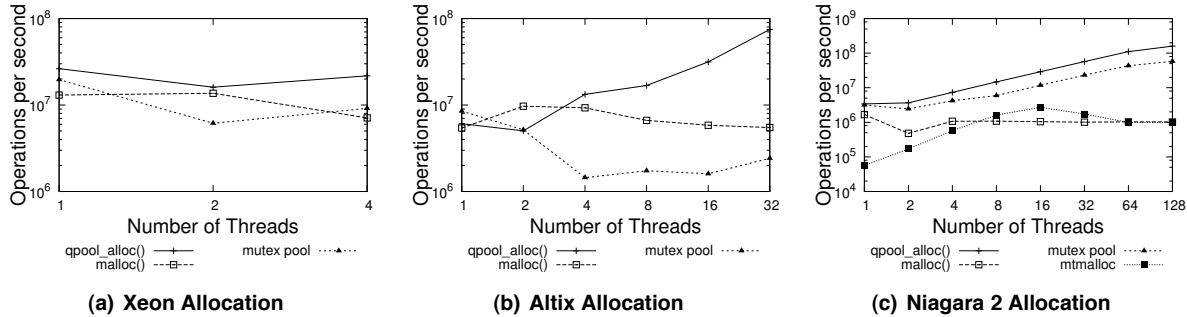 Operations per second
10^8
10^7
10^6
1
2
4
Number of Threads
qpool_alloc()
malloc()
mutex pool
(a) Xeon Allocation
Operations per second
10^8
10^7
10^6
1
2
4
8
16
32
Number of Threads
qpool_alloc()
malloc()
mutex pool
(b) Altix Allocation
Operations per second
10^9
10^8
10^7
10^6
10^5
10^4
1
2
4
8
16
32
64
128
Number of Threads
qpool_alloc()
malloc()
mutex pool
mtmalloc
(c) Niagara 2 Allocation